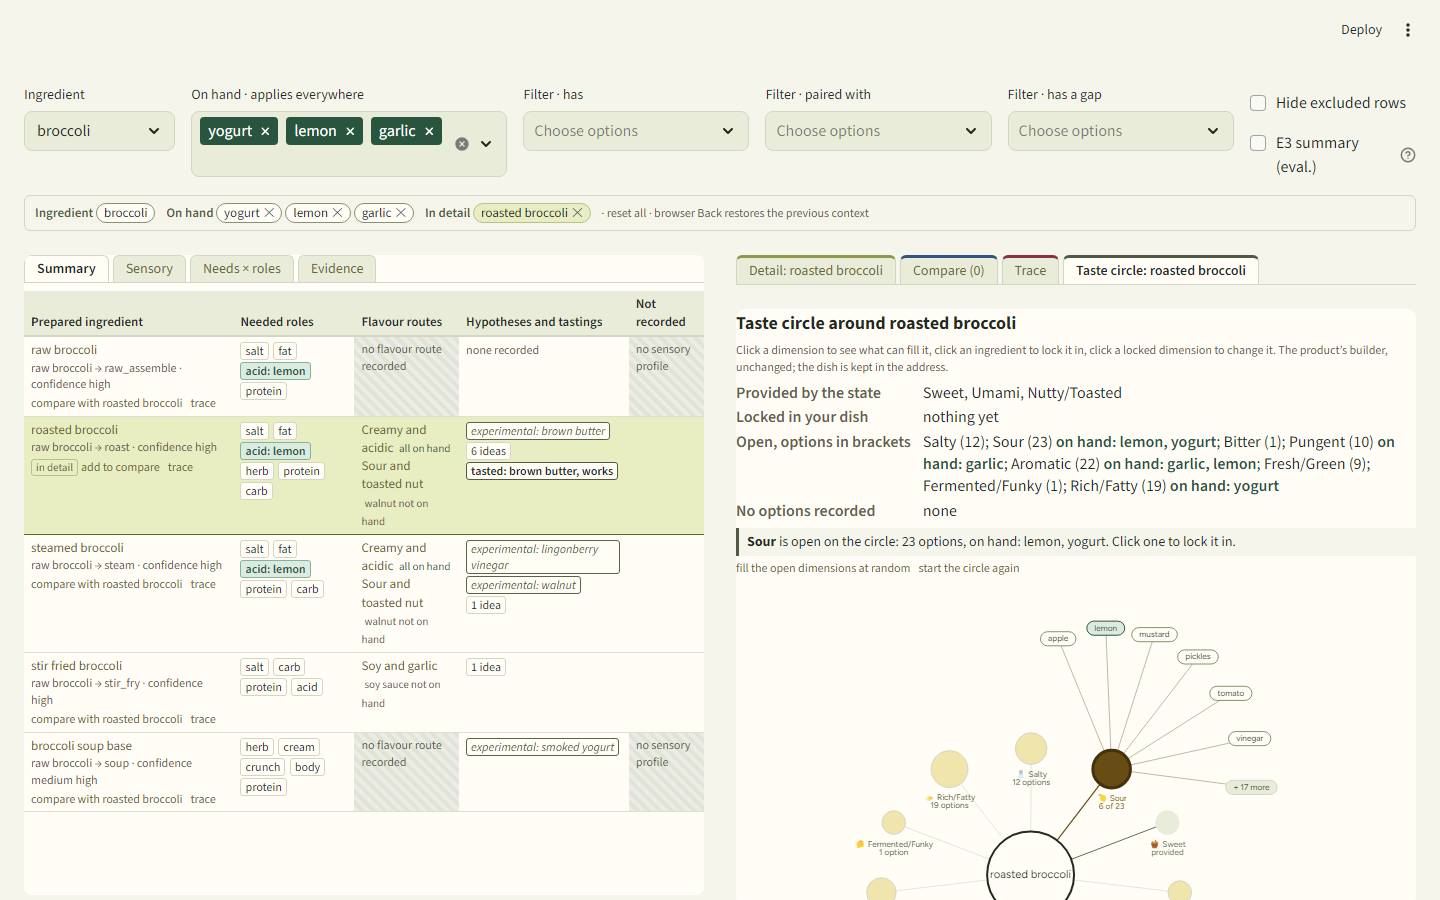 Deploy
Ingredient
On hand · applies everywhere
Filter · has
Filter · paired with
Filter · has a gap
broccoli
yogurt × lemon × garlic ×
Choose options
Choose options
Choose options
Hide excluded rows
E3 summary
(eval.)
Ingredient broccoli On hand yogurt × lemon × garlic × In detail roasted broccoli × · reset all · browser Back restores the previous context
Summary
Sensory
Needs × roles
Evidence
Prepared ingredient
Needed roles
Flavour routes
Hypotheses and tastings
Not
recorded
raw broccoli
raw broccoli → raw_assemble ·
confidence high
compare with roasted broccoli trace
salt fat
acid: lemon
protein
no flavour route
recorded
none recorded
no sensory
profile
roasted broccoli
raw broccoli → roast · confidence high
in detail add to compare trace
salt fat
acid: lemon
herb protein
carb
Creamy and
acidic all on hand
Sour and
toasted nut
walnut not on
hand
experimental: brown butter
6 ideas
tasted: brown butter, works
steamed broccoli
raw broccoli → steam · confidence high
compare with roasted broccoli trace
salt fat
acid: lemon
protein carb
Creamy and
acidic all on hand
Sour and
toasted nut
walnut not on
hand
experimental: lingonberry
vinegar
experimental: walnut
1 idea
stir fried broccoli
raw broccoli → stir_fry · confidence
high
compare with roasted broccoli trace
salt carb
protein acid
Soy and garlic
soy sauce not on
hand
1 idea
broccoli soup base
raw broccoli → soup · confidence
medium high
compare with roasted broccoli trace
herb cream
crunch body
protein
no flavour route
recorded
experimental: smoked yogurt
no sensory
profile
Detail: roasted broccoli
Compare (0)
Trace
Taste circle: roasted broccoli
Taste circle around roasted broccoli
Click a dimension to see what can fill it, click an ingredient to lock it in, click a locked dimension to change it. The product's builder,
unchanged; the dish is kept in the address.
Provided by the state Sweet, Umami, Nutty/Toasted
Locked in your dish nothing yet
Open, options in brackets Salty (12); Sour (23) on hand: lemon, yogurt; Bitter (1); Pungent (10) on
hand: garlic; Aromatic (22) on hand: garlic, lemon; Fresh/Green (9);
Fermented/Funky (1); Rich/Fatty (19) on hand: yogurt
No options recorded none
Sour is open on the circle: 23 options, on hand: lemon, yogurt. Click one to lock it in.
fill the open dimensions at random start the circle again
apple
lemon
mustard
pickles
tomato
vinegar
+ 17 more
Salty
12 options
Rich/Fatty
19 options
Sour
6 of 23
Fermented/Funky
1 option
Sweet
provided
roasted broccoli